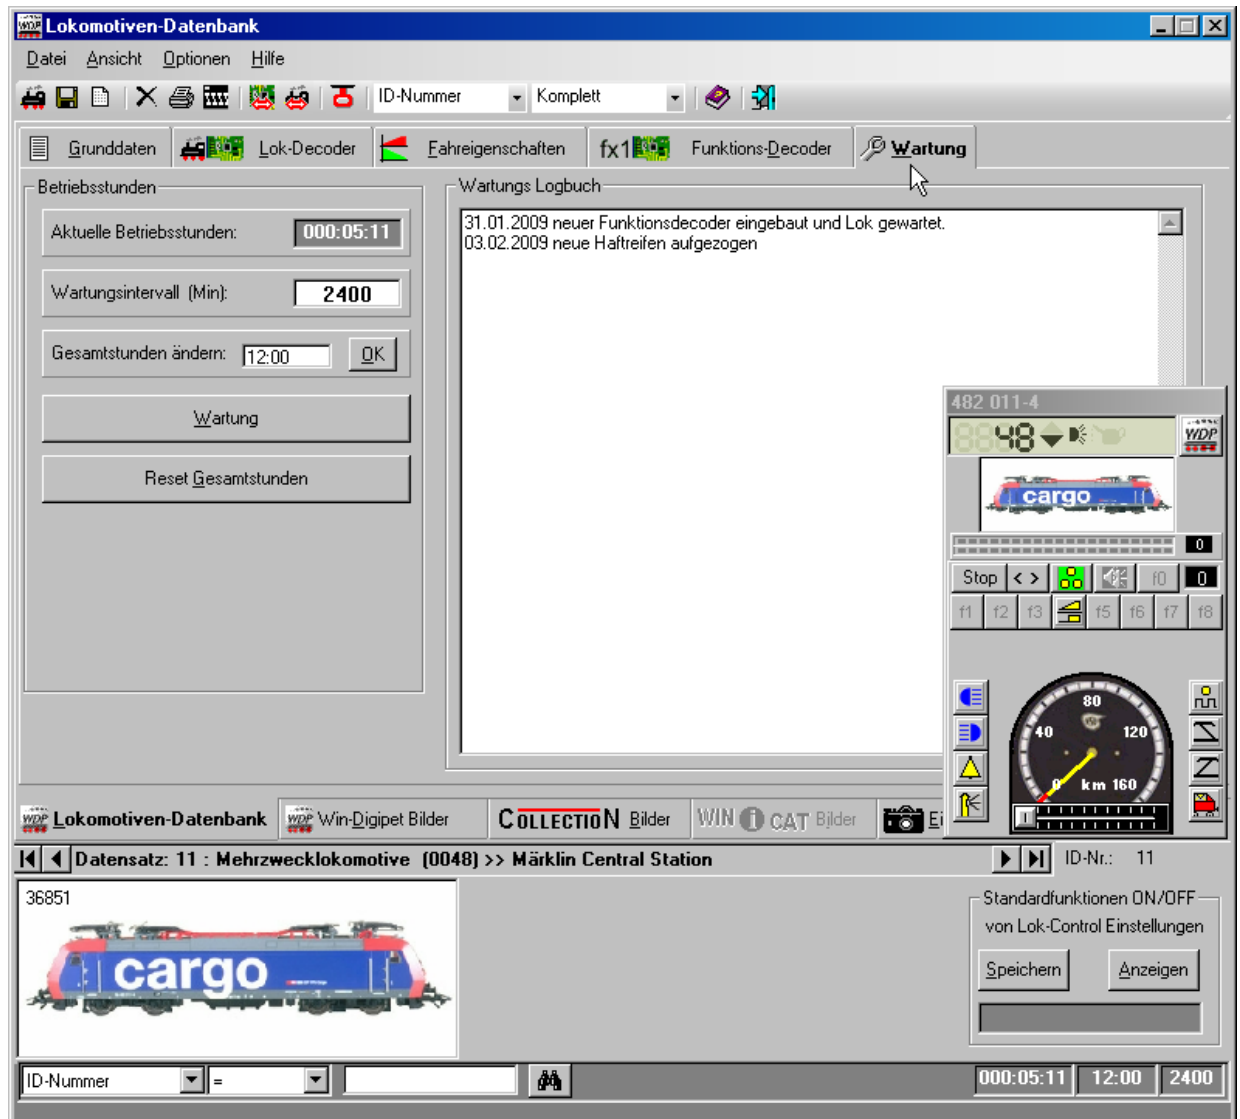 Lokomotiven-Datenbank
Datei Ansicht Optionen Hilfe
ID-Nummer Komplett
Grunddaten Lok-Decoder Fahreigenschaften fx1 Funktions-Decoder Wartung
Betriebsstunden
Aktuelle Betriebsstunden: 000:05:11
Wartungsintervall (Min): 2400
Gesamtstunden ändern: 12:00 OK
Wartung
Reset Gesamtstunden
Wartungs Logbuch
31.01.2009 neuer Funktionsdecoder eingebaut und Lok gewartet.
03.02.2009 neue Haftreifen aufgezogen
482 011-4
48
WDP
cargo
0
Stop < > f0 0
f1 f2 f3 f5 f6 f7 f8
80
40 120
0 km 160
Lokomotiven-Datenbank Win-Digipet Bilder COLLECTION Bilder WIN CAT Bilder Ei
Datensatz: 11 : Mehrzwecklokomotive (0048) >> Märklin Central Station ID-Nr.: 11
36851
cargo
Standardfunktionen ON/OFF
von Lok-Control Einstellungen
Speichern Anzeigen
ID-Nummer = 000:05:11 12:00 2400